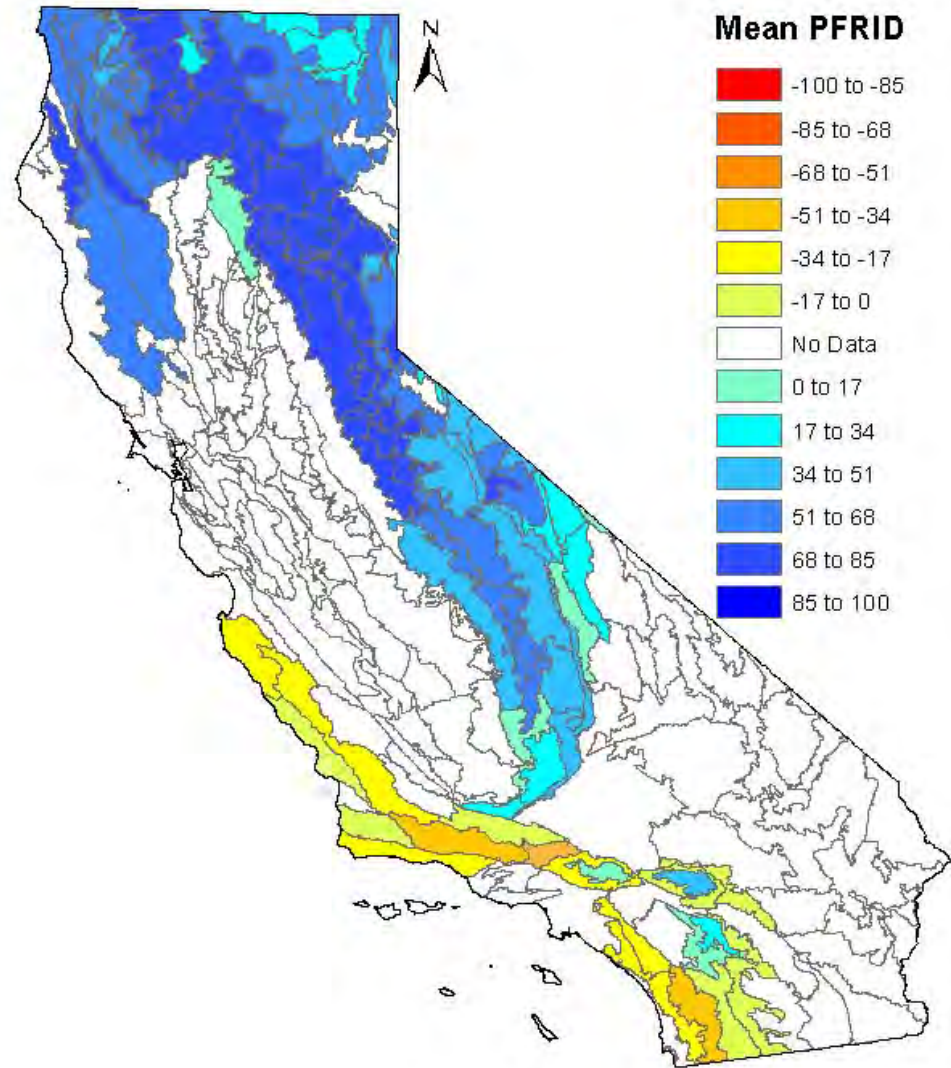 Mean PFRID
N
-100 to -85
-85 to -68
-68 to -51
-51 to -34
-34 to -17
-17 to 0
No Data
0 to 17
17 to 34
34 to 51
51 to 68
68 to 85
85 to 100